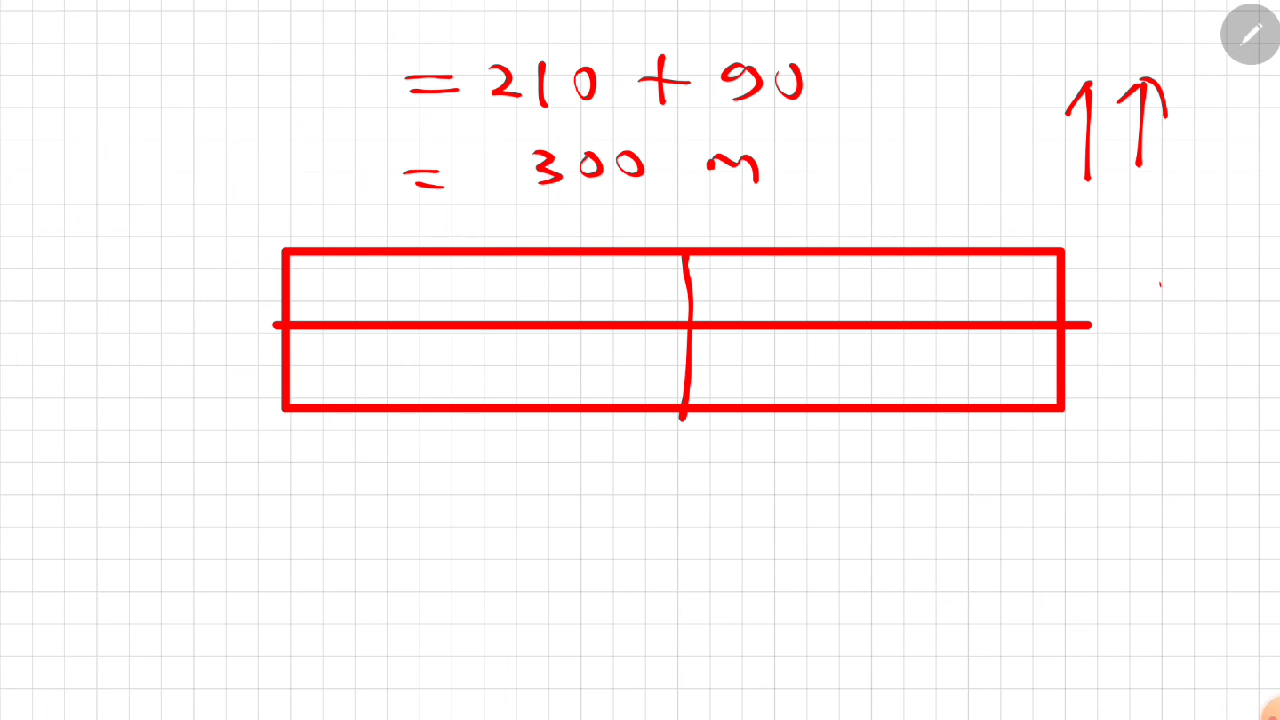 = 210 + 90
= 300 m